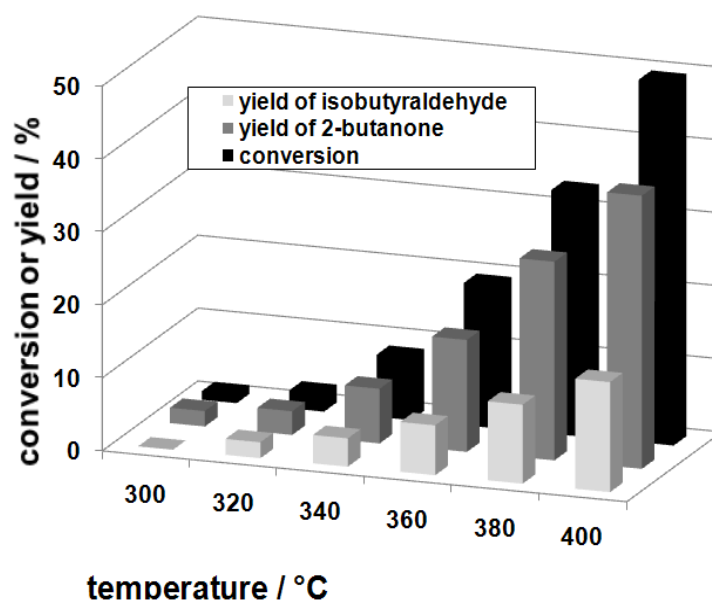 50
40
30
20
10
0
conversion or yield / %
yield of isobutyraldehyde
yield of 2-butanone
conversion
300
320
340
360
380
400
temperature / °C